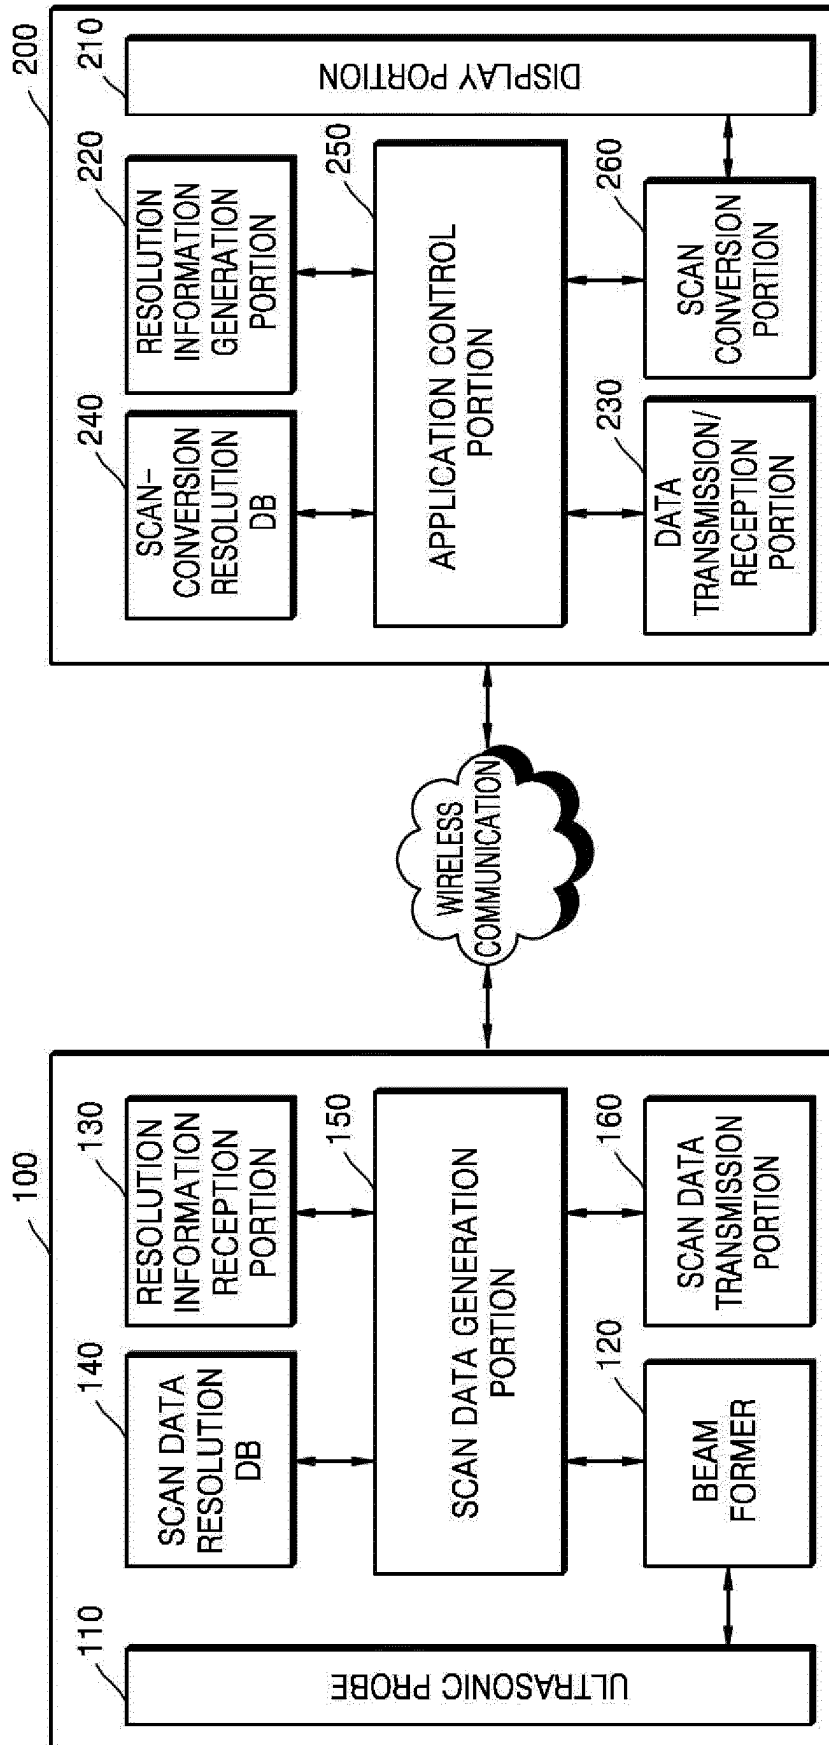 100
110
ULTRASONIC PROBE
140
SCAN DATA
RESOLUTION
DB
130
RESOLUTION
INFORMATION
RECEPTION
PORTION
150
SCAN DATA GENERATION
PORTION
120
BEAM
FORMER
160
SCAN DATA
TRANSMISSION
PORTION
WIRELESS
COMMUNICATION
200
240
SCAN-
CONVERSION
RESOLUTION
DB
220
RESOLUTION
INFORMATION
GENERATION
PORTION
210
DISPLAY PORTION
250
APPLICATION CONTROL
PORTION
230
DATA
TRANSMISSION/
RECEPTION
PORTION
260
SCAN
CONVERSION
PORTION